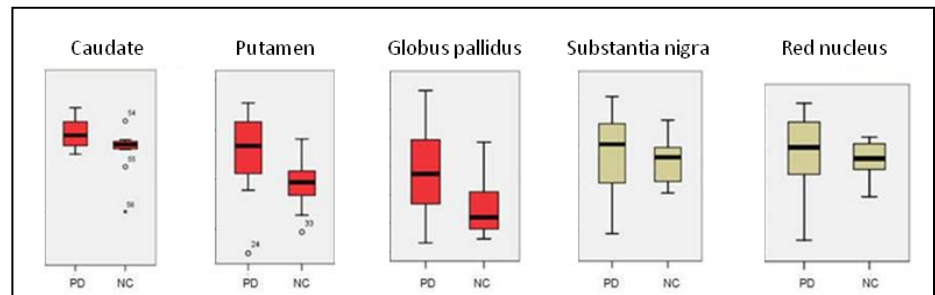 Caudate Putamen Globus pallidus Substantia nigra Red nucleus
54
55
56
24
33
PD NC PD NC PD NC PD NC PD NC